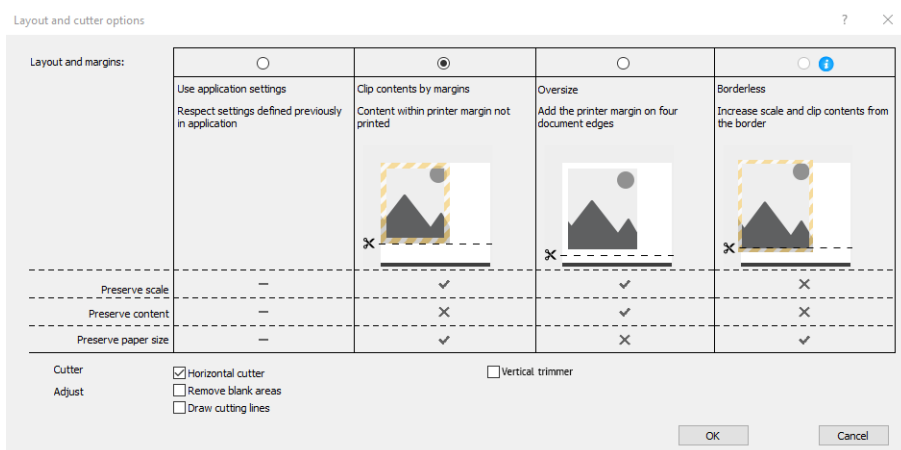 Layout and cutter options
Layout and margins:
Use application settings
Respect settings defined previously
in application
Clip contents by margins
Content within printer margin not
printed
Oversize
Add the printer margin on four
document edges
Borderless
Increase scale and clip contents from
the border
Preserve scale
Preserve content
Preserve paper size
Cutter
Horizontal cutter
Vertical trimmer
Adjust
Remove blank areas
Draw cutting lines
OK
Cancel